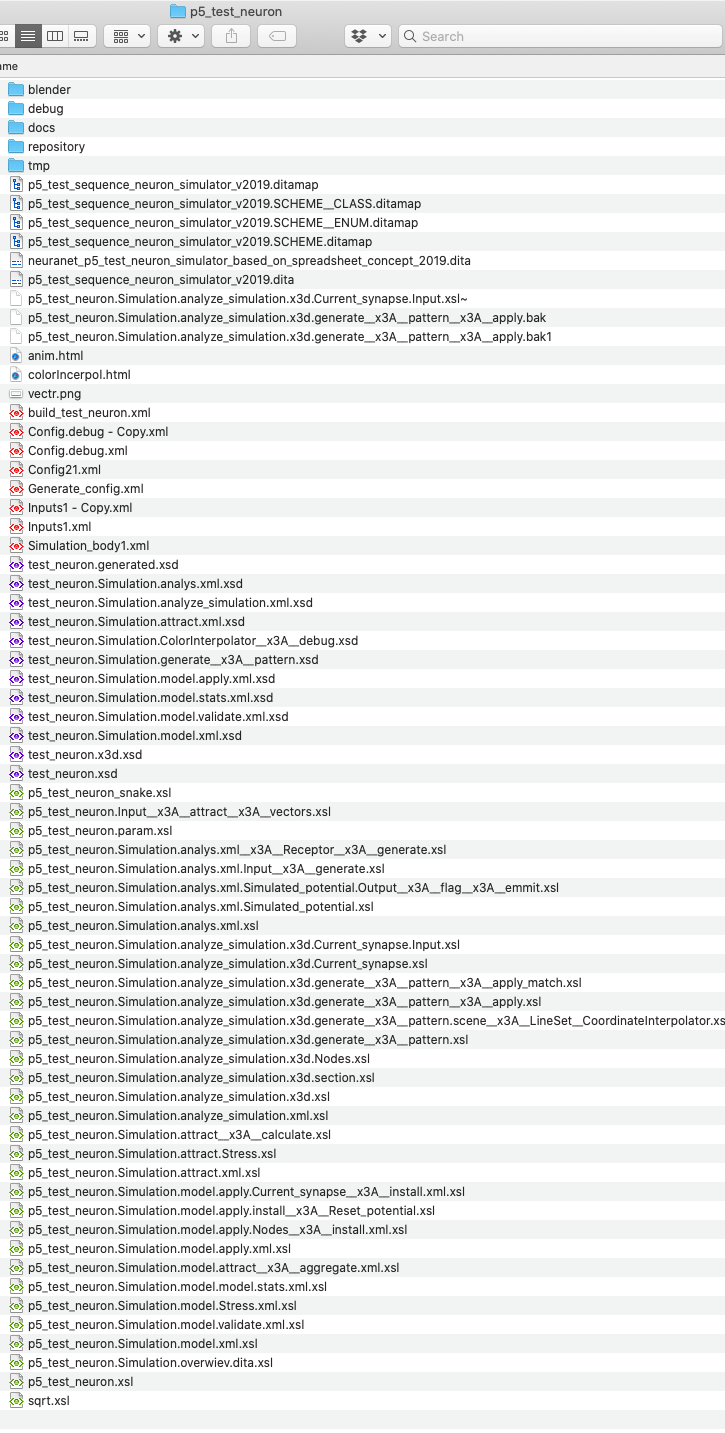 p5_test_neuron
Search
ame
blender
debug
docs
repository
tmp
p5_test_sequence_neuron_simulator_v2019.ditamap
p5_test_sequence_neuron_simulator_v2019.SCHEME__CLASS.ditamap
p5_test_sequence_neuron_simulator_v2019.SCHEME__ENUM.ditamap
p5_test_sequence_neuron_simulator_v2019.SCHEME.ditamap
neuranet_p5_test_neuron_simulator_based_on_spreadsheet_concept_2019.dita
p5_test_sequence_neuron_simulator_v2019.dita
p5_test_neuron.Simulation.analyze_simulation.x3d.Current_synapse.Input.xsl~
p5_test_neuron.Simulation.analyze_simulation.x3d.generate__x3A__pattern__x3A__apply.bak
p5_test_neuron.Simulation.analyze_simulation.x3d.generate__x3A__pattern__x3A__apply.bak1
anim.html
colorIncerpol.html
vectr.png
build_test_neuron.xml
Config.debug - Copy.xml
Config.debug.xml
Config21.xml
Generate_config.xml
Inputs1 - Copy.xml
Inputs1.xml
Simulation_body1.xml
test_neuron.generated.xsd
test_neuron.Simulation.analys.xml.xsd
test_neuron.Simulation.analyze_simulation.xml.xsd
test_neuron.Simulation.attract.xml.xsd
test_neuron.Simulation.ColorInterpolator__x3A__debug.xsd
test_neuron.Simulation.generate__x3A__pattern.xsd
test_neuron.Simulation.model.apply.xml.xsd
test_neuron.Simulation.model.stats.xml.xsd
test_neuron.Simulation.model.validate.xml.xsd
test_neuron.Simulation.model.xml.xsd
test_neuron.x3d.xsd
test_neuron.xsd
p5_test_neuron_snake.xsl
p5_test_neuron.Input__x3A__attract__x3A__vectors.xsl
p5_test_neuron.param.xsl
p5_test_neuron.Simulation.analys.xml__x3A__Receptor__x3A__generate.xsl
p5_test_neuron.Simulation.analys.xml.Input__x3A__generate.xsl
p5_test_neuron.Simulation.analys.xml.Simulated_potential.Output__x3A__flag__x3A__emmit.xsl
p5_test_neuron.Simulation.analys.xml.Simulated_potential.xsl
p5_test_neuron.Simulation.analys.xml.xsl
p5_test_neuron.Simulation.analyze_simulation.x3d.Current_synapse.Input.xsl
p5_test_neuron.Simulation.analyze_simulation.x3d.Current_synapse.xsl
p5_test_neuron.Simulation.analyze_simulation.x3d.generate__x3A__pattern__x3A__apply_match.xsl
p5_test_neuron.Simulation.analyze_simulation.x3d.generate__x3A__pattern__x3A__apply.xsl
p5_test_neuron.Simulation.analyze_simulation.x3d.generate__x3A__pattern.scene__x3A__LineSet__CoordinateInterpolator.xs
p5_test_neuron.Simulation.analyze_simulation.x3d.generate__x3A__pattern.xsl
p5_test_neuron.Simulation.analyze_simulation.x3d.Nodes.xsl
p5_test_neuron.Simulation.analyze_simulation.x3d.section.xsl
p5_test_neuron.Simulation.analyze_simulation.x3d.xsl
p5_test_neuron.Simulation.analyze_simulation.xml.xsl
p5_test_neuron.Simulation.attract__x3A__calculate.xsl
p5_test_neuron.Simulation.attract.Stress.xsl
p5_test_neuron.Simulation.attract.xml.xsl
p5_test_neuron.Simulation.model.apply.Current_synapse__x3A__install.xml.xsl
p5_test_neuron.Simulation.model.apply.install__x3A__Reset_potential.xsl
p5_test_neuron.Simulation.model.apply.Nodes__x3A__install.xml.xsl
p5_test_neuron.Simulation.model.apply.xml.xsl
p5_test_neuron.Simulation.model.attract__x3A__aggregate.xml.xsl
p5_test_neuron.Simulation.model.model.stats.xml.xsl
p5_test_neuron.Simulation.model.Stress.xml.xsl
p5_test_neuron.Simulation.model.validate.xml.xsl
p5_test_neuron.Simulation.model.xml.xsl
p5_test_neuron.Simulation.overwiev.dita.xsl
p5_test_neuron.xsl
sqrt.xsl